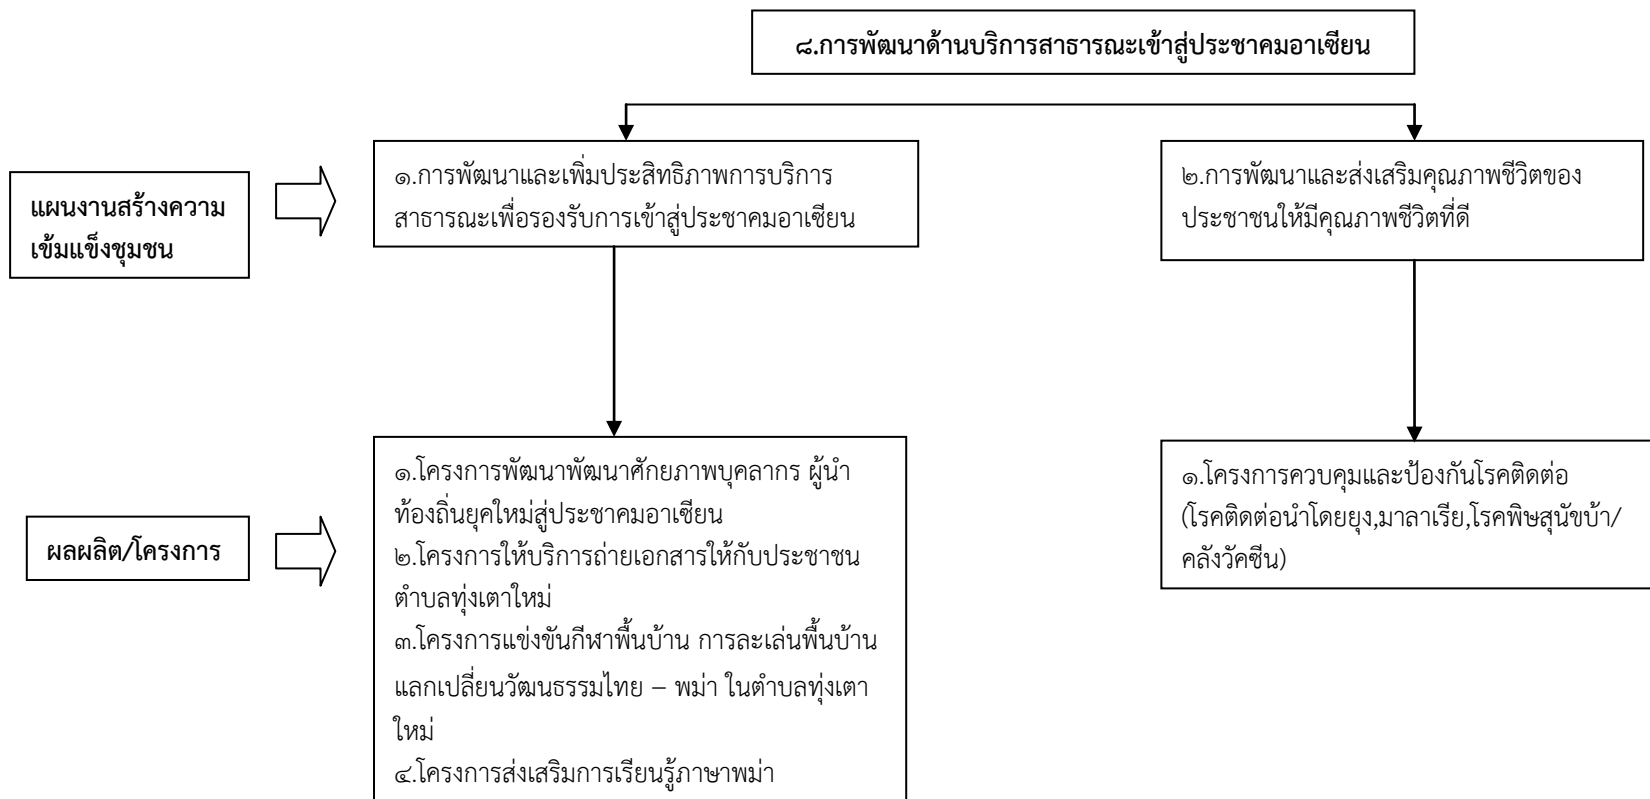 ๘.การพัฒนาด้านบริการสาธารณะเข้าสู่ประชาคมอาเซียน
แผนงานสร้างความ
เข้มแข็งชุมชน
๑.การพัฒนาและเพิ่มประสิทธิภาพการบริการ
สาธารณะเพื่อรองรับการเข้าสู่ประชาคมอาเซียน
๒.การพัฒนาและส่งเสริมคุณภาพชีวิตของ
ประชาชนให้มีคุณภาพชีวิตที่ดี
ผลผลิต/โครงการ
๑.โครงการพัฒนาพัฒนาศักยภาพบุคลากร ผู้นำ
ท้องถิ่นยุคใหม่สู่ประชาคมอาเซียน
๒.โครงการให้บริการถ่ายเอกสารให้กับประชาชน
ตำบลทุ่งเตาใหม่
๓.โครงการแข่งขันกีฬาพื้นบ้าน การละเล่นพื้นบ้าน
แลกเปลี่ยนวัฒนธรรมไทย – พม่า ในตำบลทุ่งเตา
ใหม่
๔.โครงการส่งเสริมการเรียนรู้ภาษาพม่า
๑.โครงการควบคุมและป้องกันโรคติดต่อ
(โรคติดต่อนำโดยยุง,มาลาเรีย,โรคพิษสุนัขบ้า/
คลังวัคซีน)